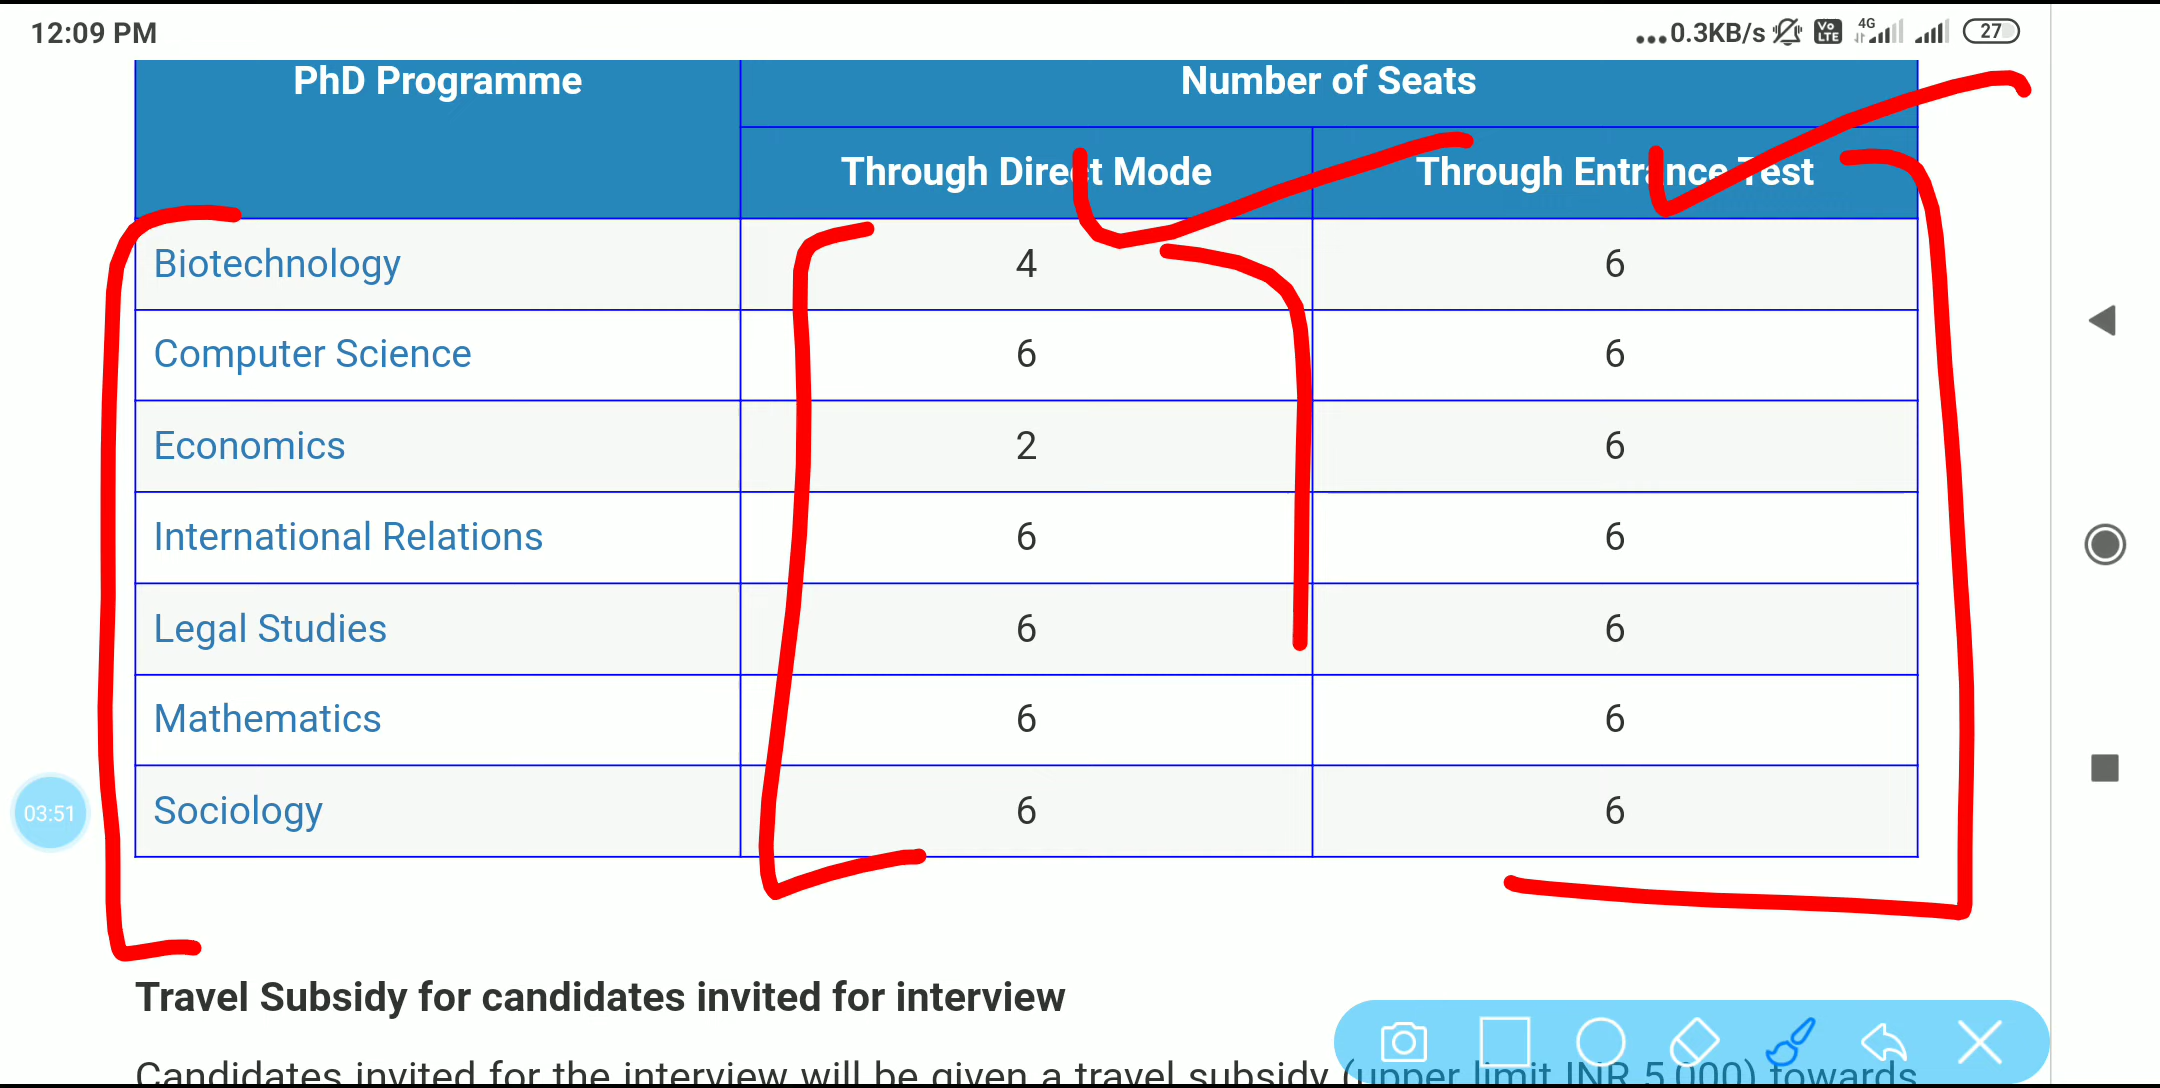 12:09 PM
...0.3KB/s Vo LTE 4G 27
PhD Programme Number of Seats
Through Direct Mode Through Entrance Test
Biotechnology 4 6
Computer Science 6 6
Economics 2 6
International Relations 6 6
Legal Studies 6 6
Mathematics 6 6
Sociology 6 6
03:51
Travel Subsidy for candidates invited for interview
Candidates invited for the interview will be given a travel subsidy (upper limit INR 5,000) towards